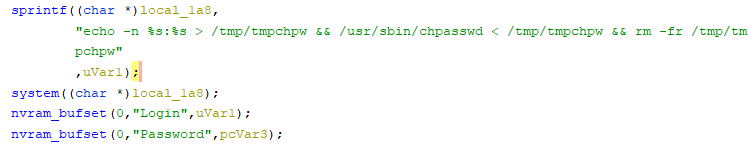 sprintf((char *)local_1a8,
"echo -n %s:%s > /tmp/tmpchpw && /usr/sbin/chpasswd < /tmp/tmpchpw && rm -fr /tmp/tm
pchpw"
,uVar1);
system((char *)local_1a8);
nvram_bufset(0,"Login",uVar1);
nvram_bufset(0,"Password",pcVar3);